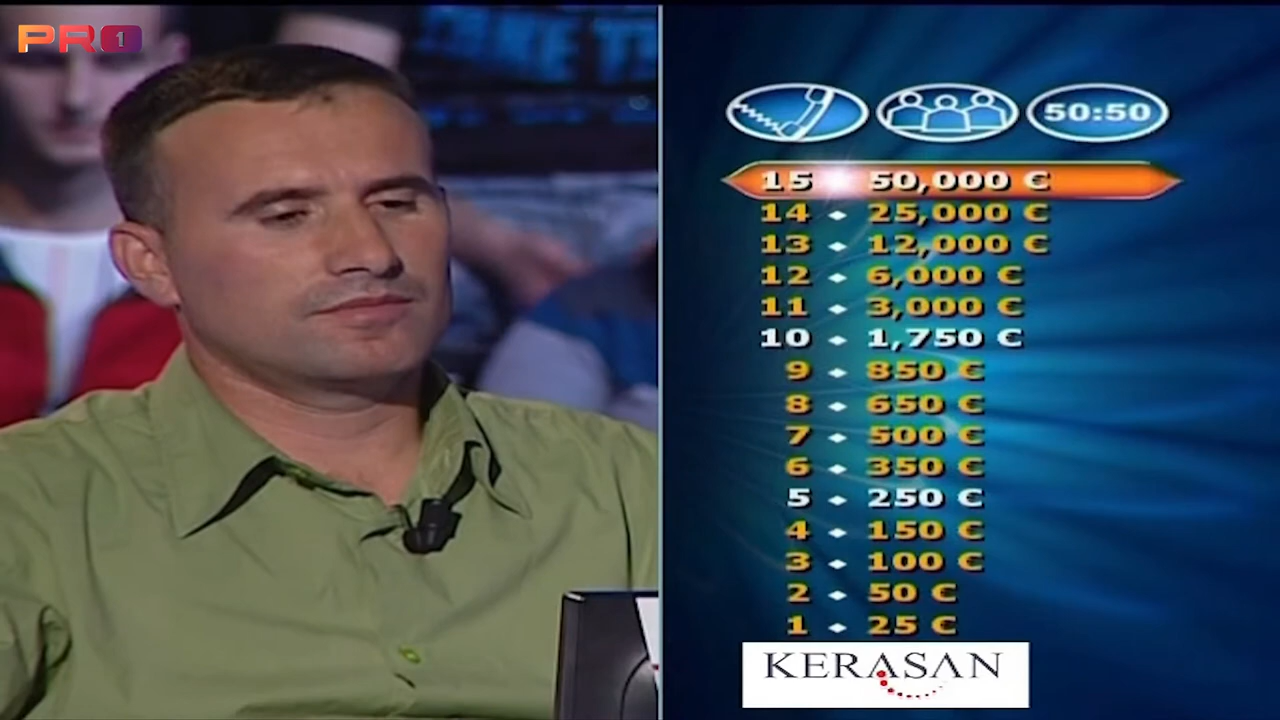 PRO 1
50:50
15 50,000 €
14 ◆ 25,000 €
13 ◆ 12,000 €
12 ◆ 6,000 €
11 ◆ 3,000 €
10 ◆ 1,750 €
9 ◆ 850 €
8 ◆ 650 €
7 ◆ 500 €
6 ◆ 350 €
5 ◆ 250 €
4 ◆ 150 €
3 ◆ 100 €
2 ◆ 50 €
1 ◆ 25 €
KERASAN